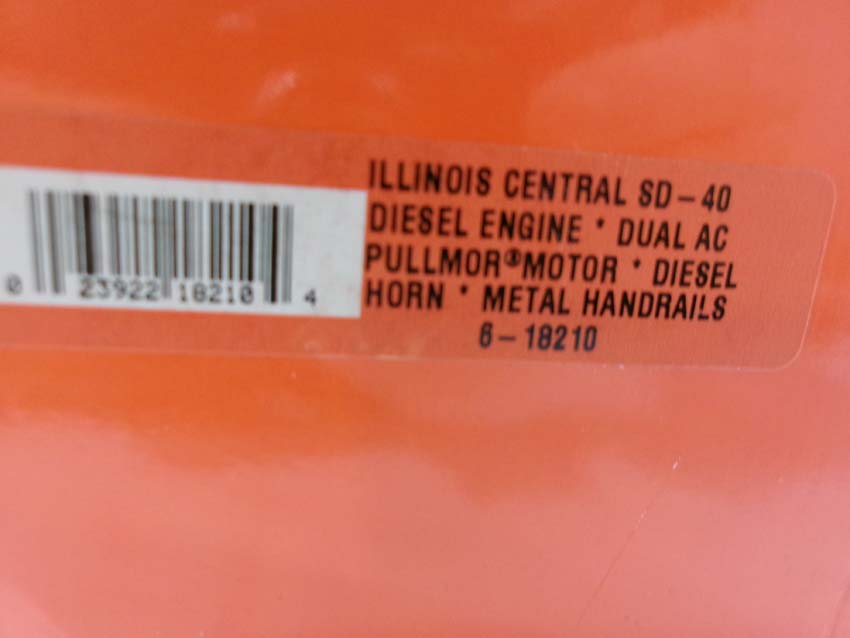 ILLINOIS CENTRAL SD-40
DIESEL ENGINE * DUAL AC
PULLMOR®MOTOR * DIESEL
HORN * METAL HANDRAILS
6-18210
0 23922 18210 4